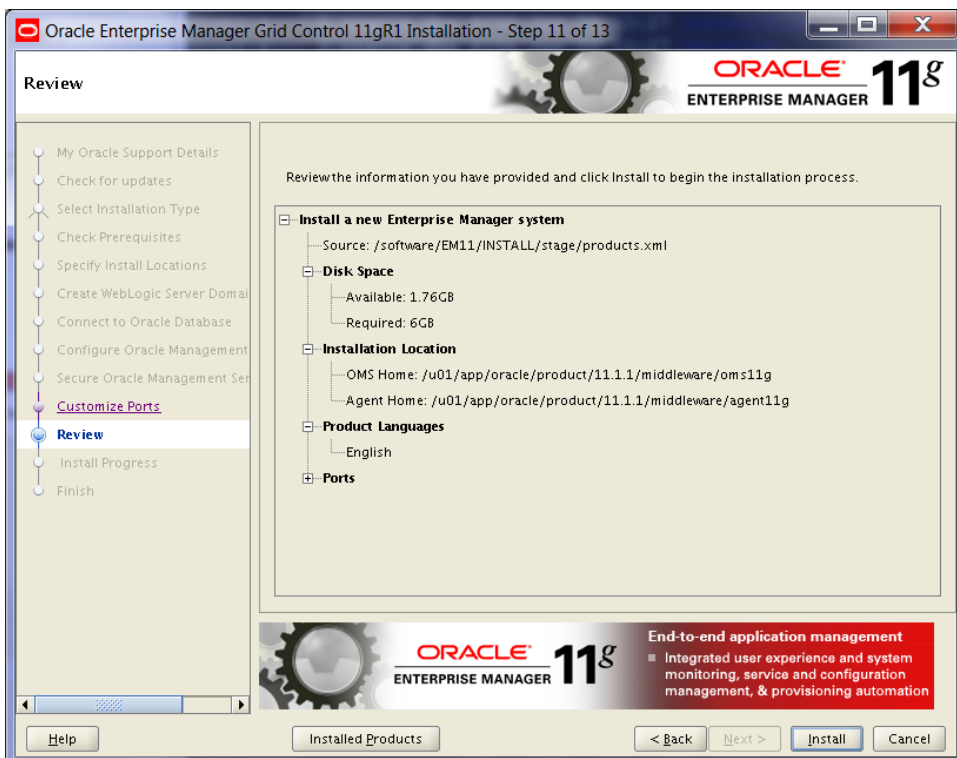 Oracle Enterprise Manager Grid Control 11gR1 Installation - Step 11 of 13
Review
ORACLE
ENTERPRISE MANAGER 11g
My Oracle Support Details
Check for updates
Select Installation Type
Check Prerequisites
Specify Install Locations
Create WebLogic Server Domai
Connect to Oracle Database
Configure Oracle Management
Secure Oracle Management Ser
Customize Ports
Review
Install Progress
Finish
Review the information you have provided and click Install to begin the installation process.
Install a new Enterprise Manager system
Source: /software/EM11/INSTALL/stage/products.xml
Disk Space
Available: 1.76GB
Required: 6GB
Installation Location
OMS Home: /u01/app/oracle/product/11.1.1/middleware/oms11g
Agent Home: /u01/app/oracle/product/11.1.1/middleware/agent11g
Product Languages
English
Ports
ORACLE
ENTERPRISE MANAGER 11g
End-to-end application management
Integrated user experience and system
monitoring, service and configuration
management, & provisioning automation
Help
Installed Products
< Back
Next >
Install
Cancel